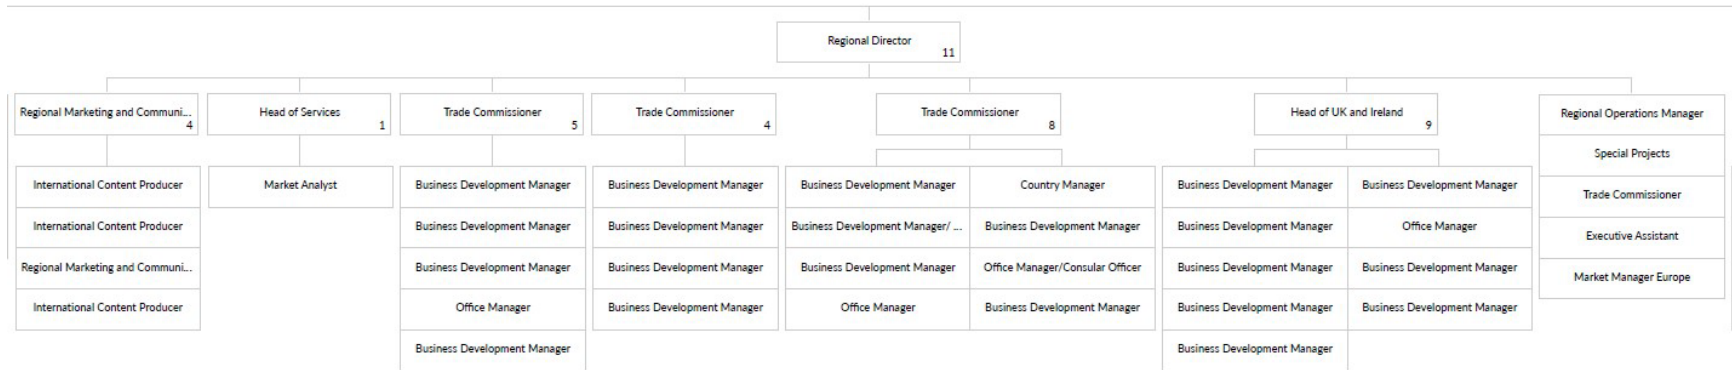 Regional Director
11
Regional Marketing and Communi...
4
Head of Services
1
Trade Commissioner
5
Trade Commissioner
4
Trade Commissioner
8
Head of UK and Ireland
9
Regional Operations Manager
Special Projects
Trade Commissioner
Executive Assistant
Market Manager Europe
International Content Producer
International Content Producer
Regional Marketing and Communi...
International Content Producer
Market Analyst
Business Development Manager
Business Development Manager
Business Development Manager
Office Manager
Business Development Manager
Business Development Manager
Business Development Manager
Business Development Manager
Business Development Manager
Business Development Manager
Business Development Manager/ ...
Business Development Manager
Office Manager
Country Manager
Business Development Manager
Office Manager/Consular Officer
Business Development Manager
Business Development Manager
Business Development Manager
Business Development Manager
Business Development Manager
Business Development Manager
Business Development Manager
Office Manager
Business Development Manager
Business Development Manager